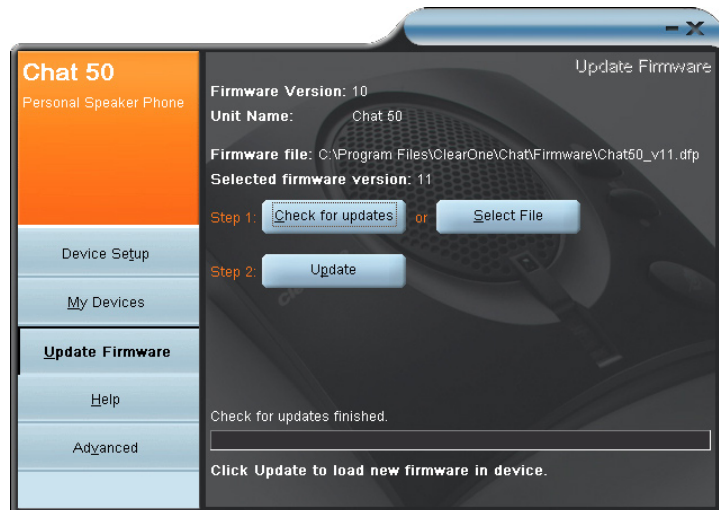 Chat 50
Personal Speaker Phone
Device Setup
My Devices
Update Firmware
Help
Advanced
Update Firmware
Firmware Version: 10
Unit Name: Chat 50
Firmware file: C:\Program Files\ClearOne\Chat\Firmware\Chat50_v11.dfp
Selected firmware version: 11
Step 1: Check for updates or Select File
Step 2: Update
Check for updates finished.
Click Update to load new firmware in device.